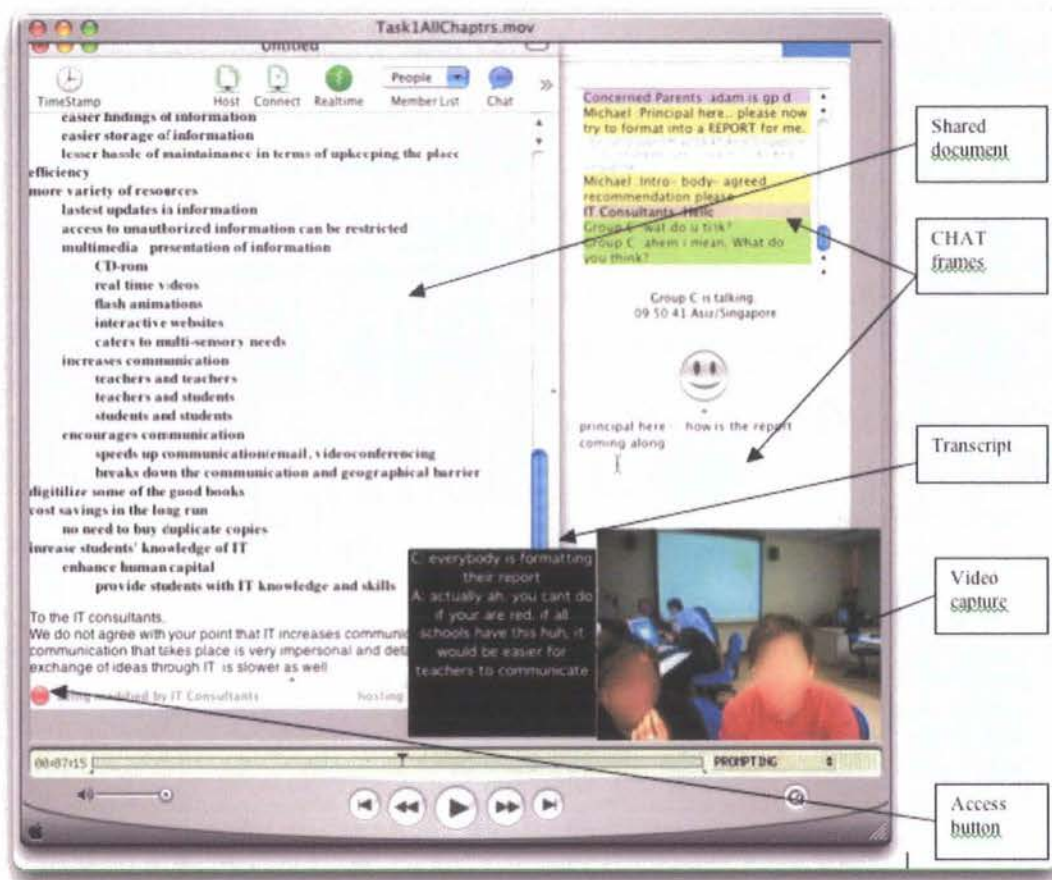 Task1AllChaptrs.mov
Untitled
TimeStamp
Host
Connect
Realtime
People
Member List
Chat
easier findings of information
easier storage of information
lesser hassle of maintainance in terms of upkeeping the place
efficiency
more variety of resources
lastest updates in information
access to unauthorized information can be restricted
multimedia presentation of information
CD-rom
real time videos
flash animations
interactive websites
caters to multi-sensory needs
increases communication
teachers and teachers
teachers and students
students and students
encourages communication
speeds up communication(email, videoconferencing
breaks down the communication and geographical barrier
digitilize some of the good books
cost savings in the long run
no need to buy duplicate copies
inrease students' knowledge of IT
enhance human capital
provide students with IT knowledge and skills
To the IT consultants.
We do not agree with your point that IT increases
communication that takes place is very impersonal and
exchange of ideas through IT is slower as well
being modified by IT Consultants
hosting
Concerned Parents adam is gp d
Michael Principal here.. please now
try to format into a REPORT for me.
Michael Intro- body- agreed
recommendation please
IT Consultants Hello
Group C wat do u tink?
Group C ahem i mean. What do
you think?
Group C is talking
09 50 41 Asia/Singapore
principal here how is the report
coming along
C: everybody is formatting
their report
A: actually ah, you cant do
if your are red, if all
schools have this huh, it
would be easier for
teachers to communicate
00:07:15
PROMPTING
Shared
document
CHAT
frames
Transcript
Video
capture
Access
button